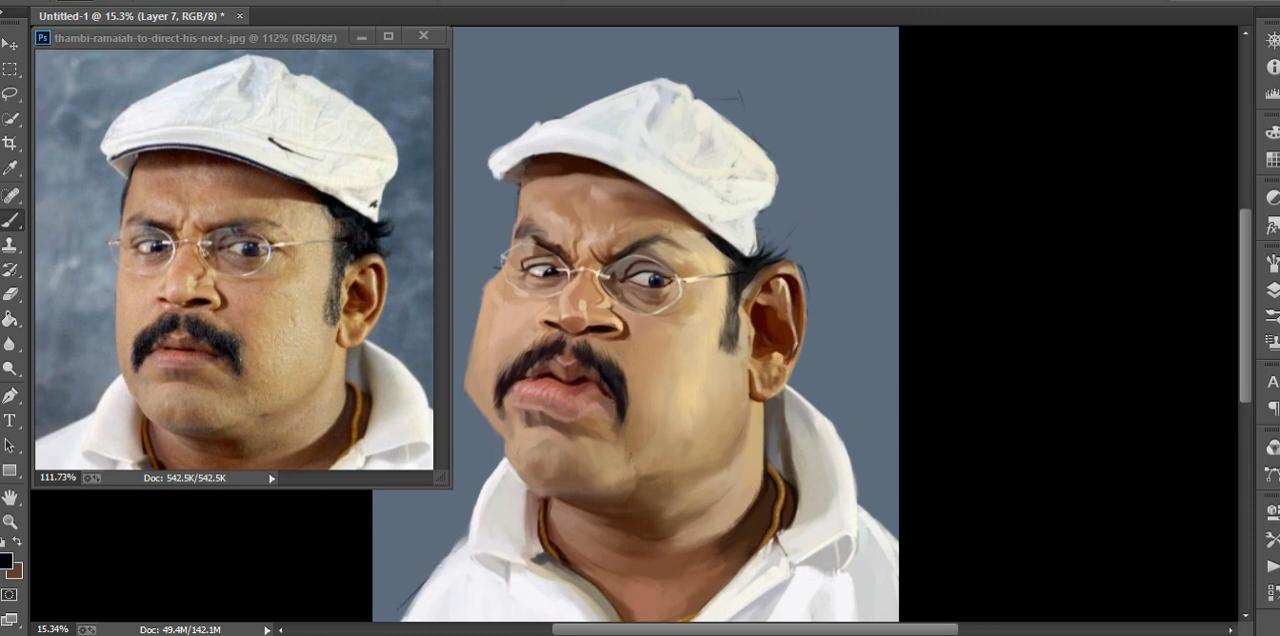 Untitled-1 @ 15.3% (Layer 7, RGB/8) * ×
Ps thambi-ramaiah-to-direct-his-next-.jpg @ 112% (RGB/8#)
111.73% Doc: 542.5K/542.5K
15.34% Doc: 49.4M/142.1M